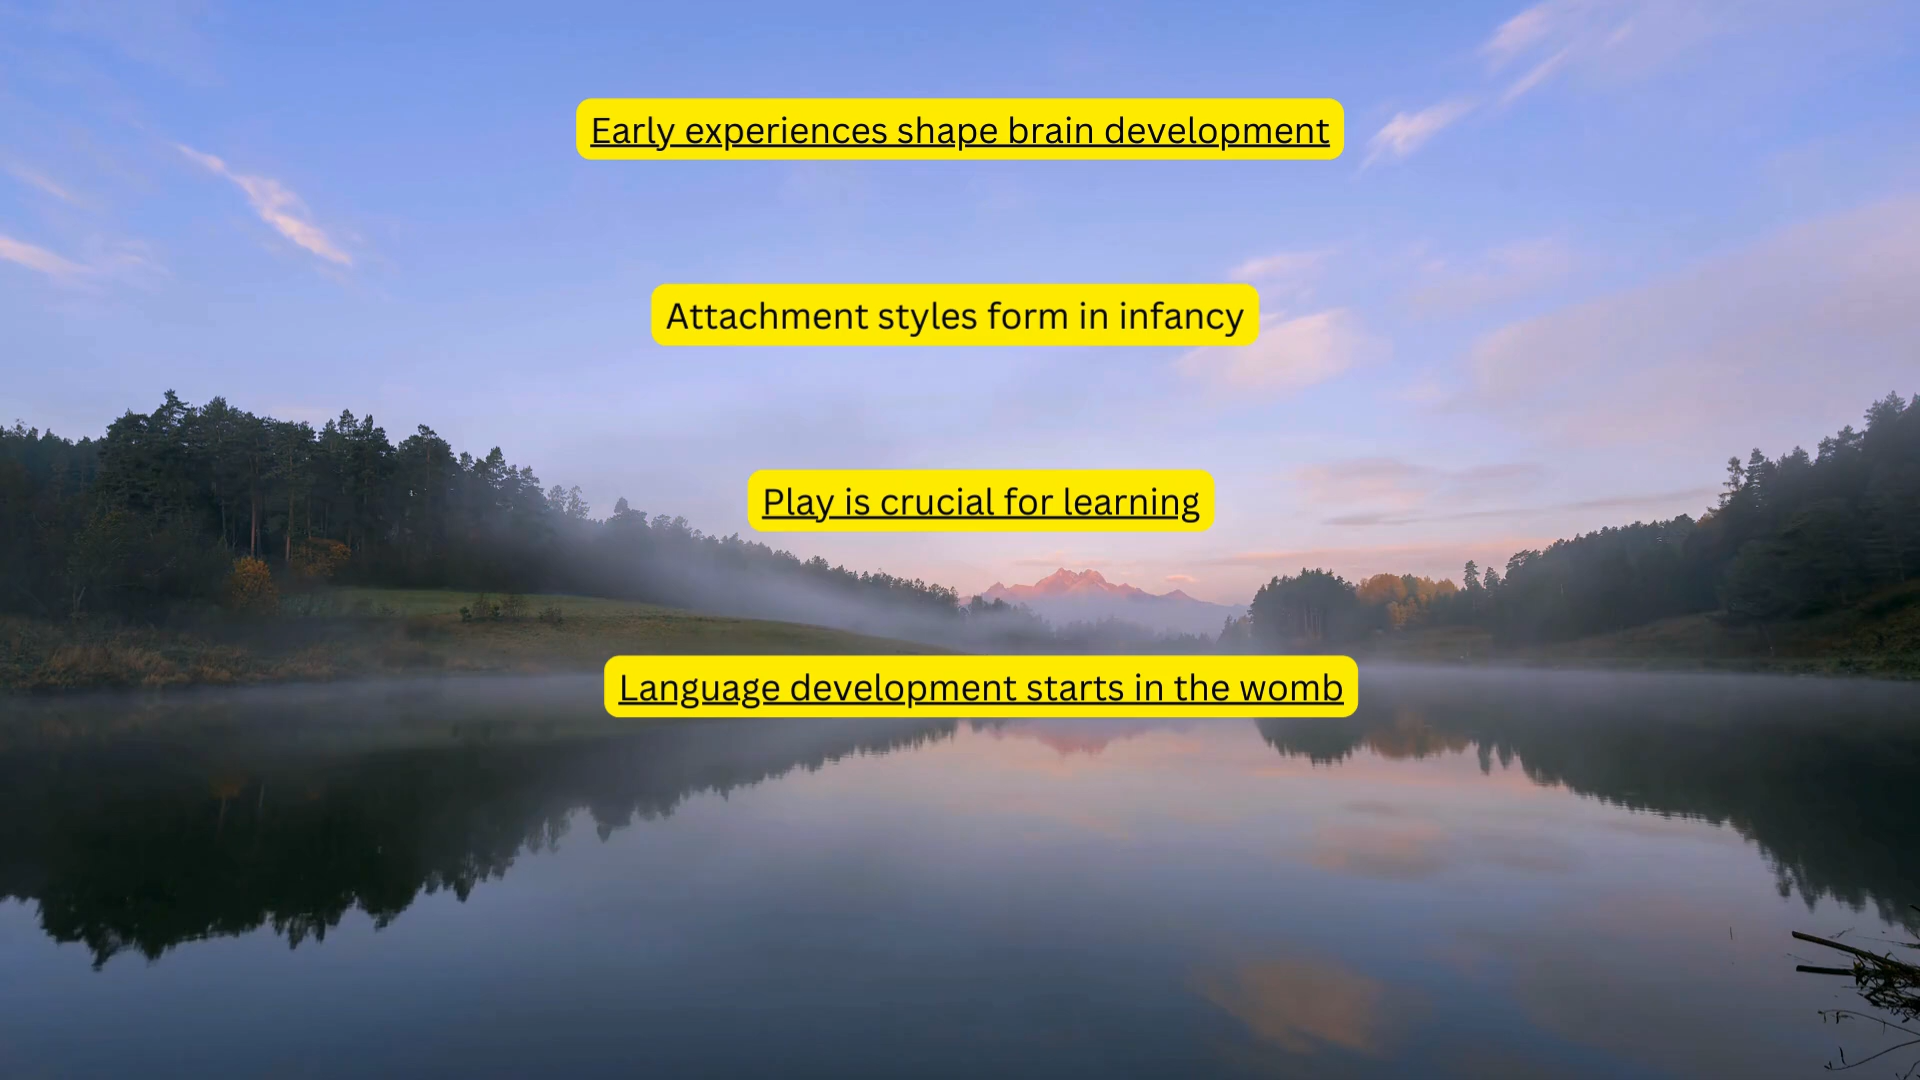 Early experiences shape brain development
Attachment styles form in infancy
Play is crucial for learning
Language development starts in the womb